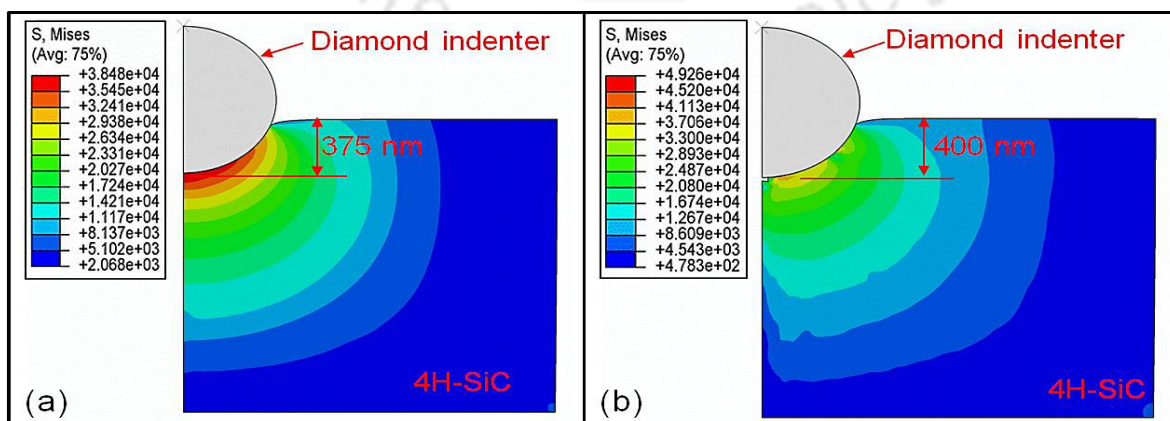 S, Mises
(Avg: 75%)
+3.848e+04
+3.545e+04
+3.241e+04
+2.938e+04
+2.634e+04
+2.331e+04
+2.027e+04
+1.724e+04
+1.421e+04
+1.117e+04
+8.137e+03
+5.102e+03
+2.068e+03
Diamond indenter
375 nm
4H-SiC
(a)
S, Mises
(Avg: 75%)
+4.926e+04
+4.520e+04
+4.113e+04
+3.706e+04
+3.300e+04
+2.893e+04
+2.487e+04
+2.080e+04
+1.674e+04
+1.267e+04
+8.609e+03
+4.543e+03
+4.783e+02
Diamond indenter
400 nm
4H-SiC
(b)